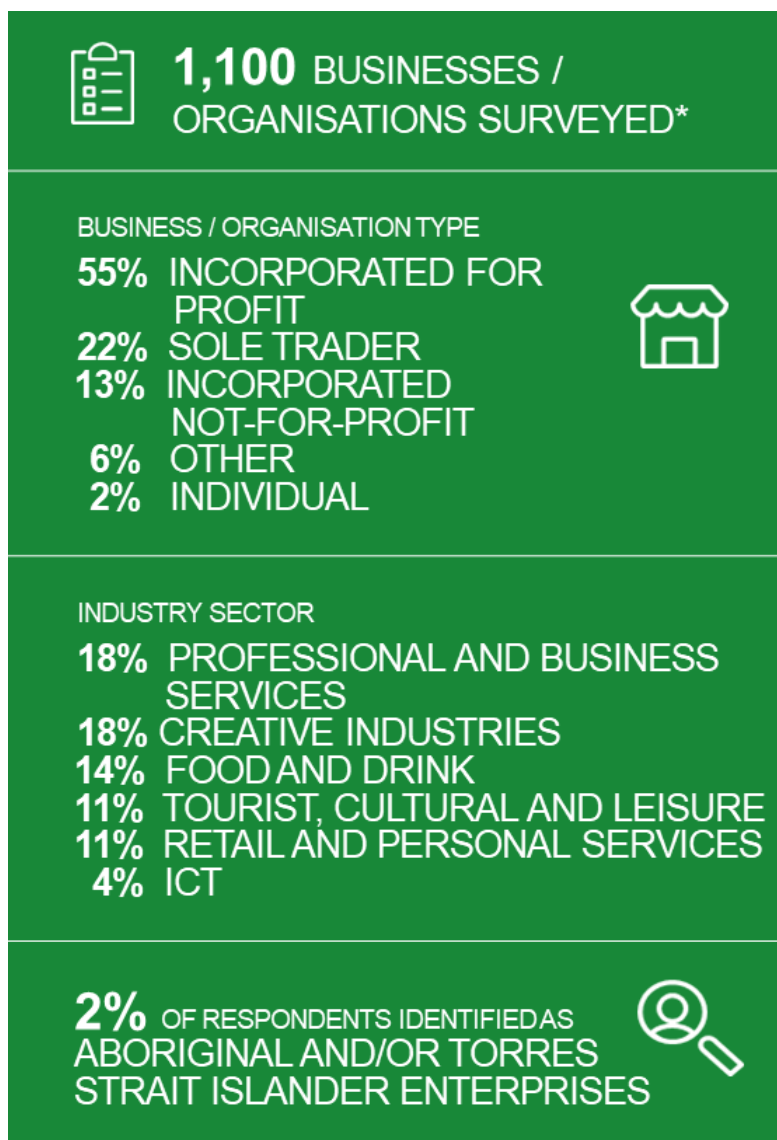 1,100 BUSINESSES /
ORGANISATIONS SURVEYED*
BUSINESS / ORGANISATION TYPE
55% INCORPORATED FOR
PROFIT
22% SOLE TRADER
13% INCORPORATED
NOT-FOR-PROFIT
6% OTHER
2% INDIVIDUAL
INDUSTRY SECTOR
18% PROFESSIONAL AND BUSINESS
SERVICES
18% CREATIVE INDUSTRIES
14% FOOD AND DRINK
11% TOURIST, CULTURAL AND LEISURE
11% RETAIL AND PERSONAL SERVICES
4% ICT
2% OF RESPONDENTS IDENTIFIED AS
ABORIGINAL AND/OR TORRES
STRAIT ISLANDER ENTERPRISES